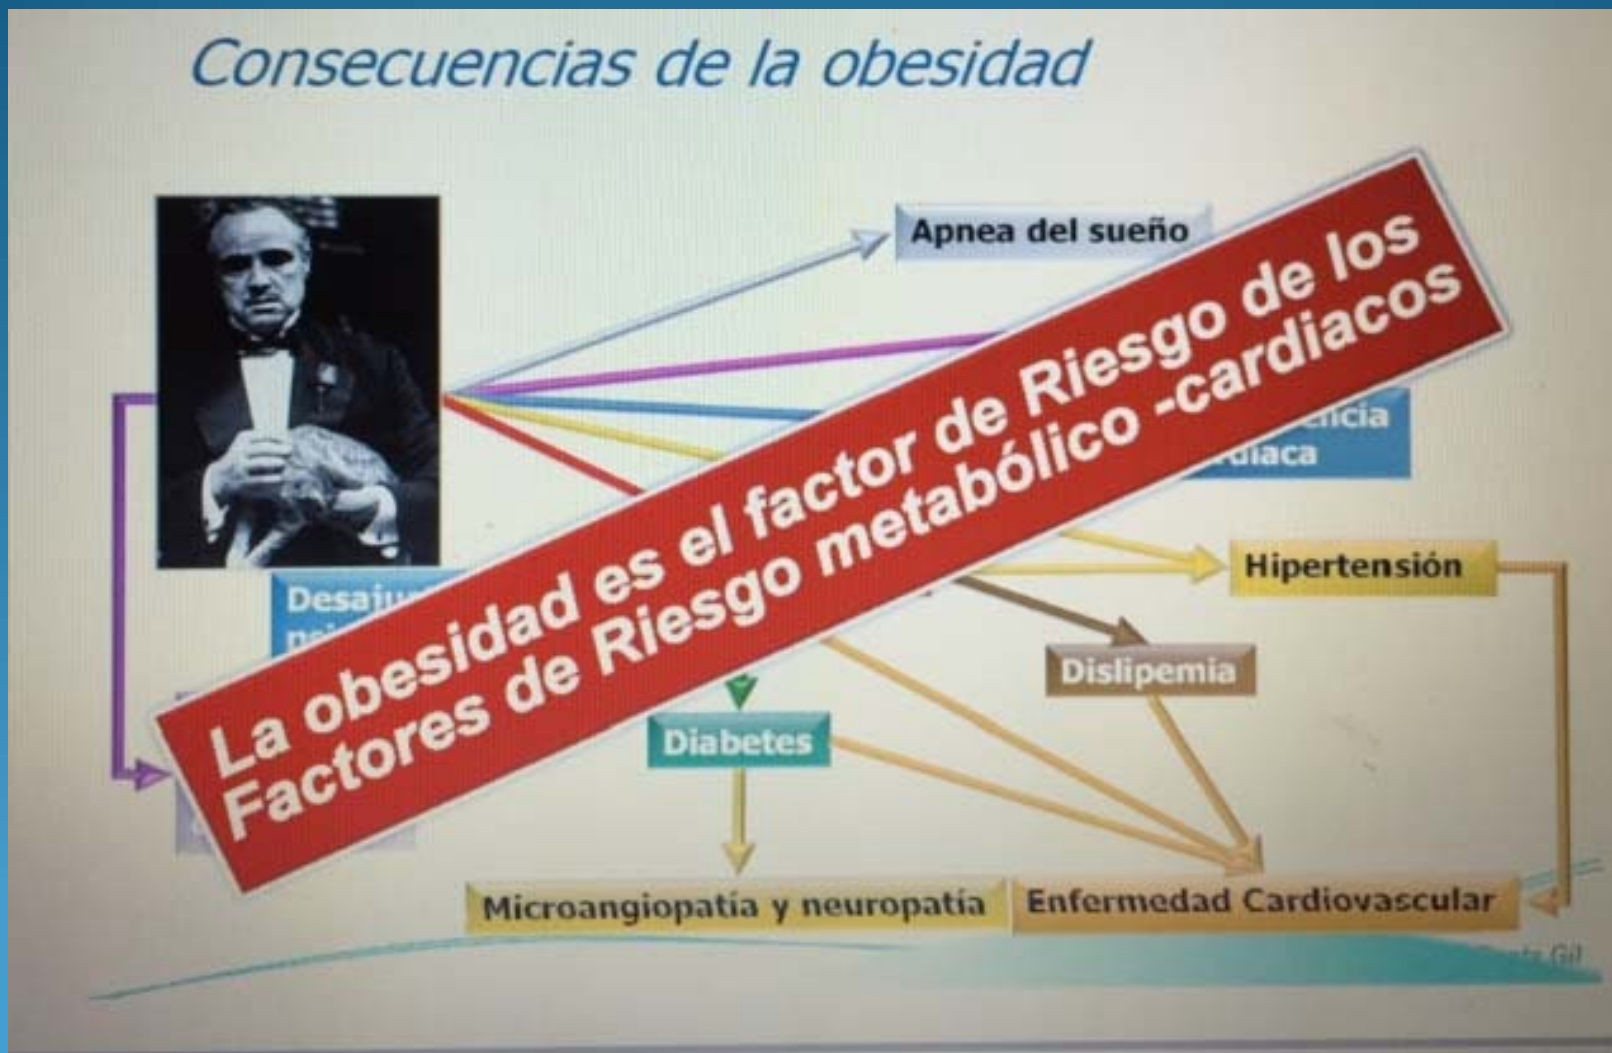 Consecuencias de la obesidad
Apnea del sueño
La obesidad es el factor de Riesgo de los
Factores de Riesgo metabólico -cardiacos
Hipertensión
Dislipemia
Diabetes
Microangiopatía y neuropatía
Enfermedad Cardiovascular
Gil